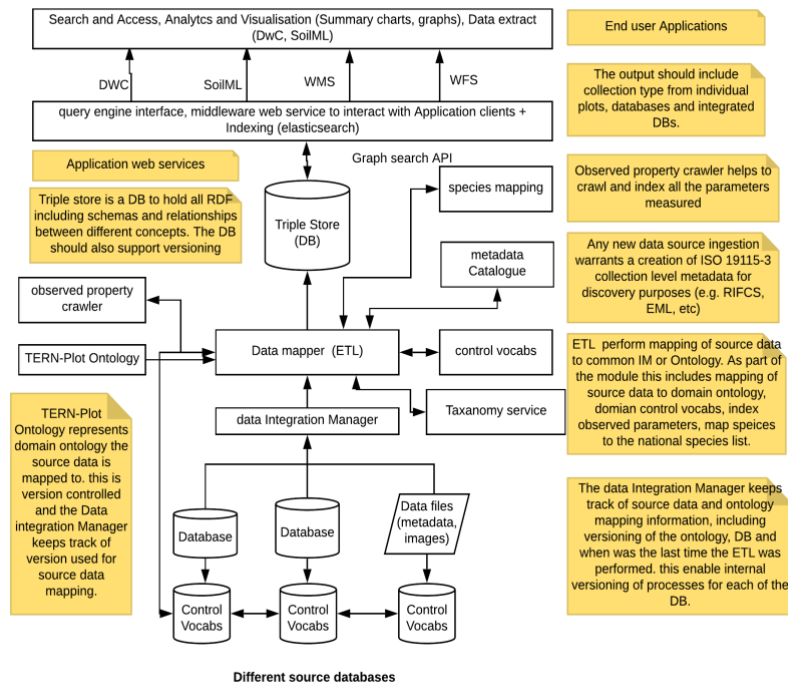 Search and Access, Analytcs and Visualisation (Summary charts, graphs), Data extract
(DwC, SoilML)
End user Applications
DWC
SoilML
WMS
WFS
The output should include
collection type from individual
plots, databases and integrated
DBs.
query engine interface, middleware web service to interact with Application clients +
Indexing (elasticsearch)
Application web services
Graph search API
Triple store is a DB to hold all RDF
including schemas and relationships
between different concepts. The DB
should also support versioning
Triple Store
(DB)
species mapping
Observed property crawler helps to
crawl and index all the parameters
measured
metadata
Catalogue
Any new data source ingestion
warrants a creation of ISO 19115-3
collection level metadata for
discovery purposes (e.g. RIFCS,
EML, etc)
observed property
crawler
TERN-Plot Ontology
Data mapper (ETL)
control vocabs
ETL perform mapping of source data
to common IM or Ontology. As part of
the module this includes mapping of
source data to domain ontology,
domian control vocabs, index
observed parameters, map speices
to the national species list.
Taxanomy service
data Integration Manager
TERN-Plot
Ontology represents
domain ontology the
source data is
mapped to. this is
version controlled
and the Data
integration Manager
keeps track of
version used for
source data
mapping.
Database
Database
Data files
(metadata,
images)
The data Integration Manager keeps
track of source data and ontology
mapping information, including
versioning of the ontology, DB and
when was the last time the ETL was
performed. this enable internal
versioning of processes for each of the
DB.
Control
Vocabs
Control
Vocabs
Control
Vocabs
Different source databases